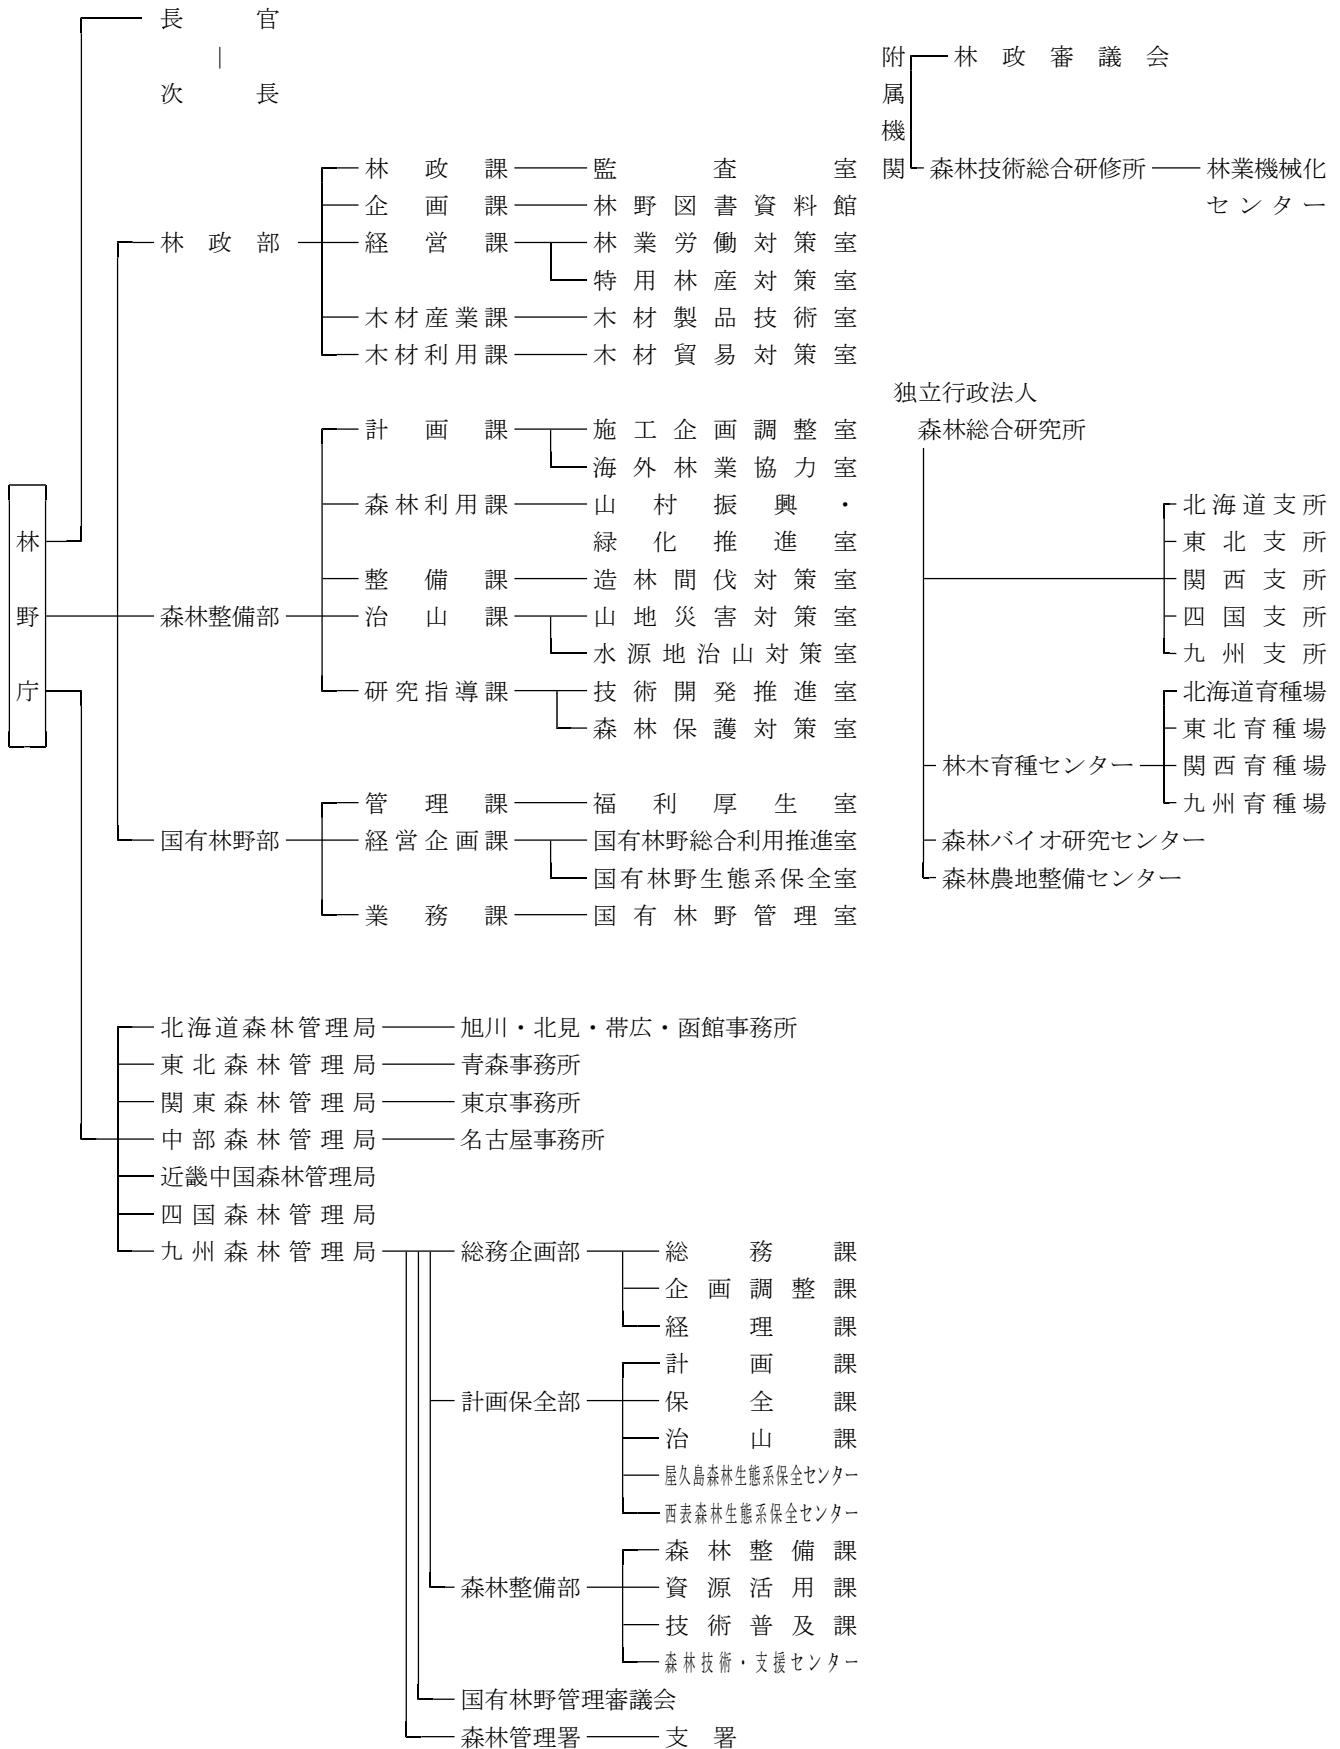 長官
｜
次長
林野庁
林政部
林政課 監査室
企画課 林野図書資料館
経営課 林業労働対策室
特用林産対策室
木材産業課 木材製品技術室
木材利用課 木材貿易対策室
森林整備部
計画課 施工企画調整室
海外林業協力室
森林利用課 山村振興・
緑化推進室
整備課 造林間伐対策室
治山課 山地災害対策室
水源地治山対策室
研究指導課 技術開発推進室
森林保護対策室
国有林野部
管理課 福利厚生室
経営企画課 国有林野総合利用推進室
国有林野生態系保全室
業務課 国有林野管理室
附属機関
林政審議会
森林技術総合研修所 林業機械化
センター
独立行政法人
森林総合研究所
北海道支所
東北支所
関西支所
四国支所
九州支所
林木育種センター
北海道育種場
東北育種場
関西育種場
九州育種場
森林バイオ研究センター
森林農地整備センター
北海道森林管理局 旭川・北見・帯広・函館事務所
東北森林管理局 青森事務所
関東森林管理局 東京事務所
中部森林管理局 名古屋事務所
近畿中国森林管理局
四国森林管理局
九州森林管理局
総務企画部 総務課
企画調整課
経理課
計画保全部
計画課
保全課
治山課
屋久島森林生態系保全センター
西表森林生態系保全センター
森林整備部
森林整備課
資源活用課
技術普及課
森林技術・支援センター
国有林野管理審議会
森林管理署 支署